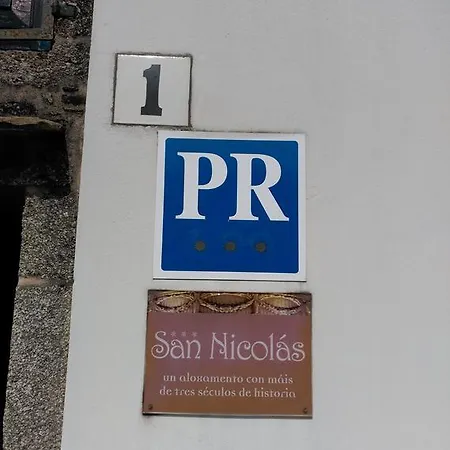 1
PR
San Nicolás
un aloxamento con máis
de tres séculos de historia